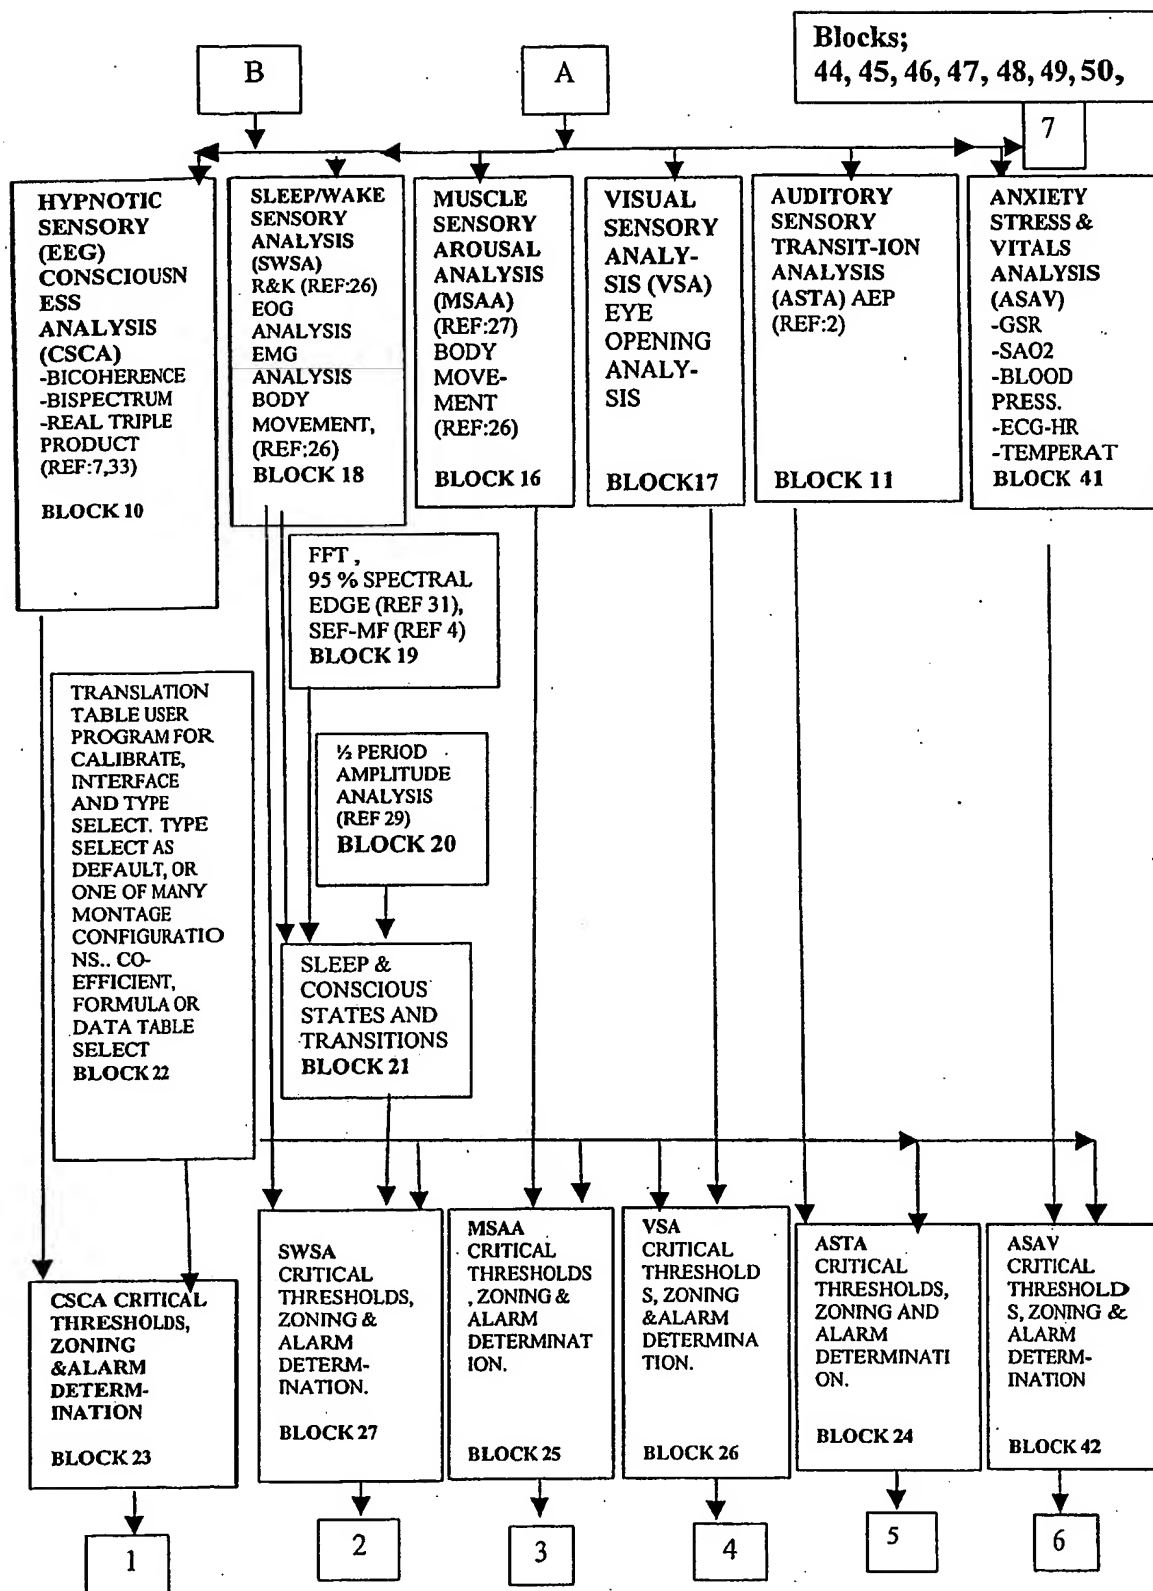 B
A
Blocks;
44, 45, 46, 47, 48, 49, 50,
7
HYPNOTIC
SENSORY
(EEG)
CONSCIOUSN
ESS
ANALYSIS
(CSCA)
-BICOHERENCE
-BISPECTRUM
-REAL TRIPLE
PRODUCT
(REF:7,33)
BLOCK 10
SLEEP/WAKE
SENSORY
ANALYSIS
(SWSA)
R&K (REF:26)
EOG
ANALYSIS
EMG
ANALYSIS
BODY
MOVEMENT,
(REF:26)
BLOCK 18
MUSCLE
SENSORY
AROUSAL
ANALYSIS
(MSAA)
(REF:27)
BODY
MOVE-
MENT
(REF:26)
BLOCK 16
VISUAL
SENSORY
ANALY-
SIS (VSA)
EYE
OPENING
ANALY-
SIS
BLOCK17
AUDITORY
SENSORY
TRANSIT-ION
ANALYSIS
(ASTA) AEP
(REF:2)
BLOCK 11
ANXIETY
STRESS &
VITALS
ANALYSIS
(ASAV)
-GSR
-SAO2
-BLOOD
PRESS.
-ECG-HR
-TEMPERAT
BLOCK 41
FFT ,
95 % SPECTRAL
EDGE (REF 31),
SEF-MF (REF 4)
BLOCK 19
TRANSLATION
TABLE USER
PROGRAM FOR
CALIBRATE,
INTERFACE
AND TYPE
SELECT. TYPE
SELECT AS
DEFAULT, OR
ONE OF MANY
MONTAGE
CONFIGURATIO
NS.. CO-
EFFICIENT,
FORMULA OR
DATA TABLE
SELECT
BLOCK 22
½ PERIOD
AMPLITUDE
ANALYSIS
(REF 29)
BLOCK 20
SLEEP &
CONSCIOUS
STATES AND
TRANSITIONS
BLOCK 21
CSCA CRITICAL
THRESHOLDS,
ZONING
&ALARM
DETERM-
INATION
BLOCK 23
SWSA
CRITICAL
THRESHOLDS,
ZONING &
ALARM
DETERM-
INATION.
BLOCK 27
MSAA
CRITICAL
THRESHOLDS
, ZONING &
ALARM
DETERMINAT
ION.
BLOCK 25
VSA
CRITICAL
THRESHOLD
S, ZONING
&ALARM
DETERMINA
TION.
BLOCK 26
ASTA
CRITICAL
THRESHOLDS,
ZONING AND
ALARM
DETERMINATI
ON.
BLOCK 24
ASAV
CRITICAL
THRESHOLD
S, ZONING &
ALARM
DETERM-
INATION
BLOCK 42
1
2
3
4
5
6